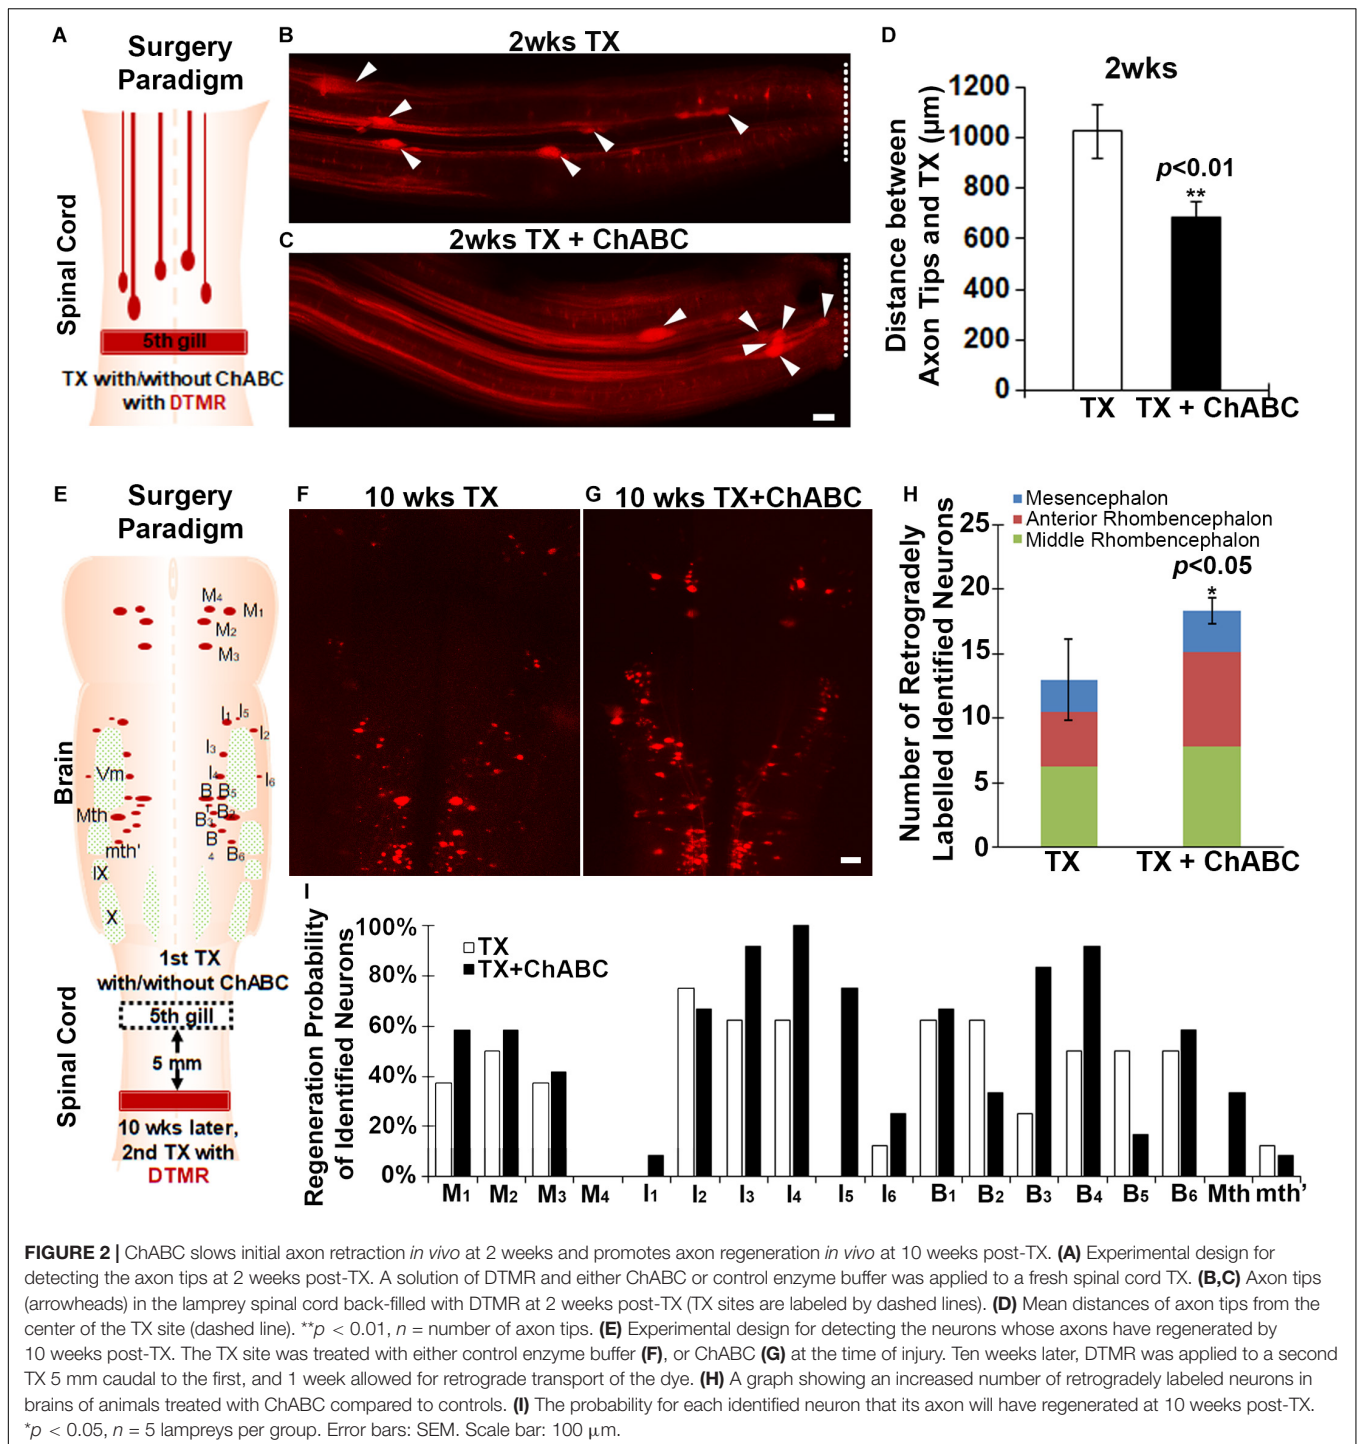 A
Surgery
Paradigm
Spinal Cord
5th gill
TX with/without ChABC
with DTMR
B
2wks TX
C
2wks TX + ChABC
D
2wks
Distance between
Axon Tips and TX (µm)
1200
1000
800
600
400
200
0
p<0.01
**
TX
TX + ChABC
E
Surgery
Paradigm
Brain
M4
M1
M2
M3
I1
I5
I2
I3
I4
I6
Vm
B
1
B5
Mth
B3
B2
B
4
mth'
B6
IX
X
1st TX
with/without ChABC
Spinal Cord
5th gill
5 mm
10 wks later,
2nd TX with
DTMR
F
10 wks TX
G
10 wks TX+ChABC
H
Mesencephalon
Anterior Rhombencephalon
Middle Rhombencephalon
Number of Retrogradely
Labelled Identified Neurons
25
20
15
10
5
0
p<0.05
*
TX
TX + ChABC
I
Regeneration Probability
of Identified Neurons
100%
80%
60%
40%
20%
0%
TX
TX+ChABC
M1 M2 M3 M4 I1 I2 I3 I4 I5 I6 B1 B2 B3 B4 B5 B6 Mth mth'
FIGURE 2 | ChABC slows initial axon retraction in vivo at 2 weeks and promotes axon regeneration in vivo at 10 weeks post-TX. (A) Experimental design for
detecting the axon tips at 2 weeks post-TX. A solution of DTMR and either ChABC or control enzyme buffer was applied to a fresh spinal cord TX. (B,C) Axon tips
(arrowheads) in the lamprey spinal cord back-filled with DTMR at 2 weeks post-TX (TX sites are labeled by dashed lines). (D) Mean distances of axon tips from the
center of the TX site (dashed line). **p < 0.01, n = number of axon tips. (E) Experimental design for detecting the neurons whose axons have regenerated by
10 weeks post-TX. The TX site was treated with either control enzyme buffer (F), or ChABC (G) at the time of injury. Ten weeks later, DTMR was applied to a second
TX 5 mm caudal to the first, and 1 week allowed for retrograde transport of the dye. (H) A graph showing an increased number of retrogradely labeled neurons in
brains of animals treated with ChABC compared to controls. (I) The probability for each identified neuron that its axon will have regenerated at 10 weeks post-TX.
*p < 0.05, n = 5 lampreys per group. Error bars: SEM. Scale bar: 100 µm.